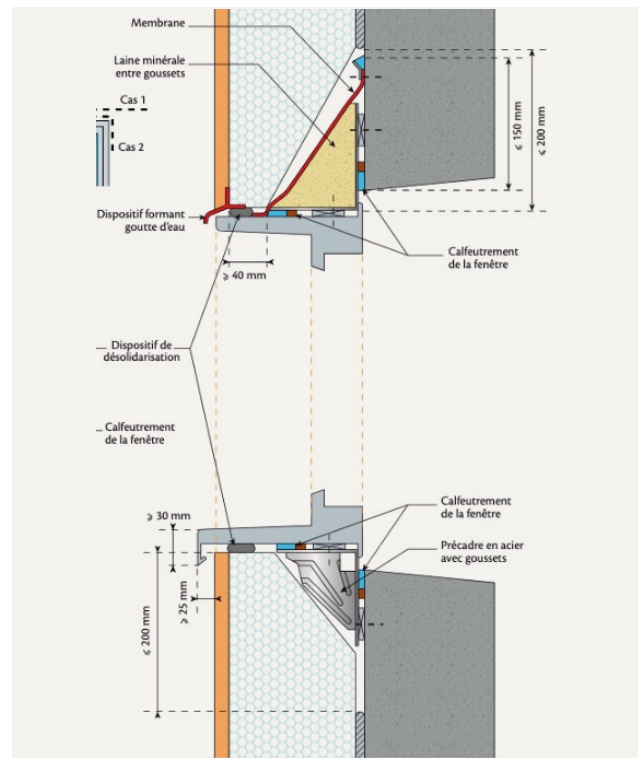 Membrane
Laine minérale
entre goussets
Cas 1
Cas 2
⩽ 150 mm
⩽ 200 mm
Dispositif formant
goutte d'eau
Calfeutrement
de la fenêtre
⩾ 40 mm
Dispositif de
désolidarisation
Calfeutrement
de la fenêtre
⩾ 30 mm
Calfeutrement
de la fenêtre
Précadre en acier
avec goussets
⩾ 25 mm
⩽ 200 mm